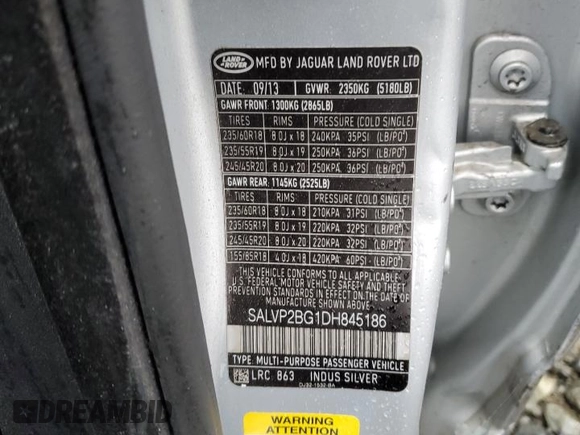 LAND ROVER MFD BY JAGUAR LAND ROVER LTD
DATE 09/13 GVWR. 2350KG (5180LB)
GAWR FRONT: 1300KG (2865LB)
TIRES RIMS PRESSURE (COLD SINGLE)
235/60R18 8.0J x 18 240KPA 35PSI (LB/PO²)
235/55R19 8.0J x 19 250KPA 36PSI (LB/PO²)
245/45R20 8.0J x 20 250KPA 36PSI (LB/PO²)
GAWR REAR: 1145KG (2525LB)
TIRES RIMS PRESSURE (COLD SINGLE)
235/60R18 8.0J x 18 210KPA 31PSI (LB/PO²)
235/55R19 8.0J x 19 220KPA 32PSI (LB/PO²)
245/45R20 8.0J x 20 220KPA 32PSI (LB/PO²)
155/85R18 4.0J x 18 420KPA 60PSI (LB/PO²)
THIS VEHICLE CONFORMS TO ALL APPLICABLE
U.S. FEDERAL MOTOR VEHICLE SAFETY AND THEFT
PREVENTION STANDARDS IN EFFECT ON THE DATE OF
MANUFACTURE SHOWN ABOVE.
SALVP2BG1DH845186
TYPE: MULTI-PURPOSE PASSENGER VEHICLE
LRC 863 INDUS SILVER
WARNING
ATTENTION
DREAMBID